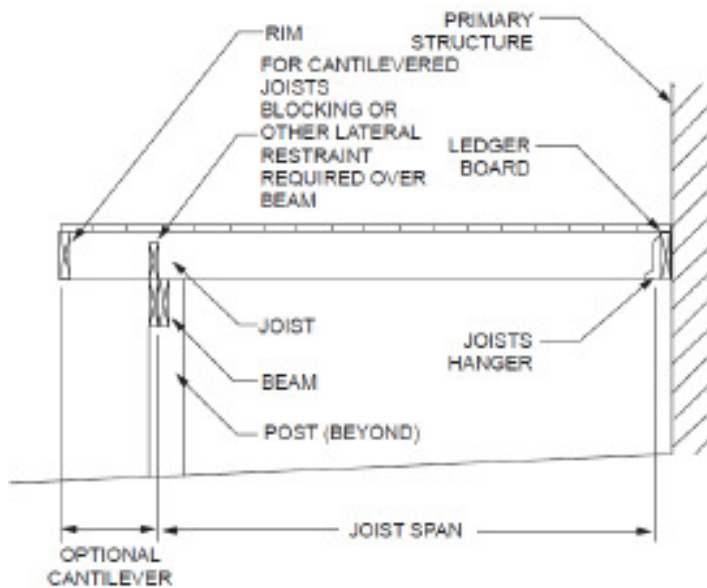 RIM
FOR CANTILEVERED
JOISTS
BLOCKING OR
OTHER LATERAL
RESTRAINT
REQUIRED OVER
BEAM
PRIMARY
STRUCTURE
LEDGER
BOARD
JOIST
BEAM
POST (BEYOND)
JOISTS
HANGER
JOIST SPAN
OPTIONAL
CANTILEVER